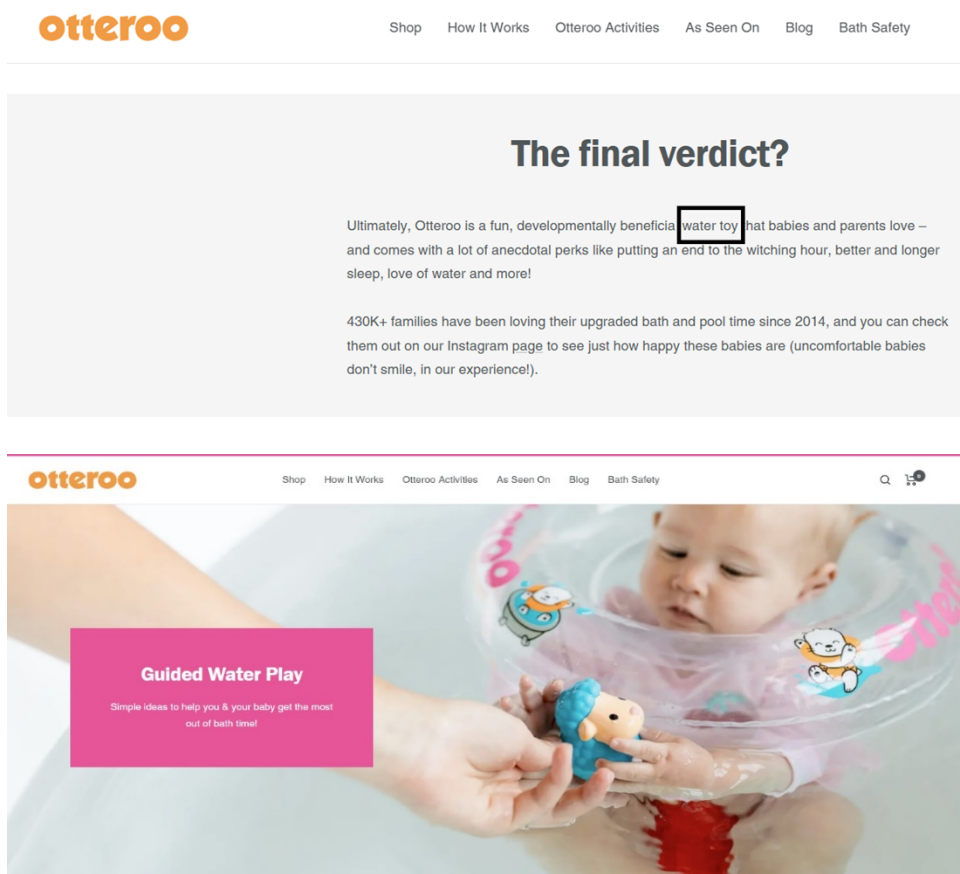 otteroo
Shop How It Works Otteroo Activities As Seen On Blog Bath Safety
The final verdict?
Ultimately, Otteroo is a fun, developmentally beneficia water toy hat babies and parents love –
and comes with a lot of anecdotal perks like putting an end to the witching hour, better and longer
sleep, love of water and more!
430K+ families have been loving their upgraded bath and pool time since 2014, and you can check
them out on our Instagram page to see just how happy these babies are (uncomfortable babies
don't smile, in our experience!).
otteroo
Shop How It Works Otteroo Activities As Seen On Blog Bath Safety
0
Guided Water Play
Simple ideas to help you & your baby get the most
out of bath time!